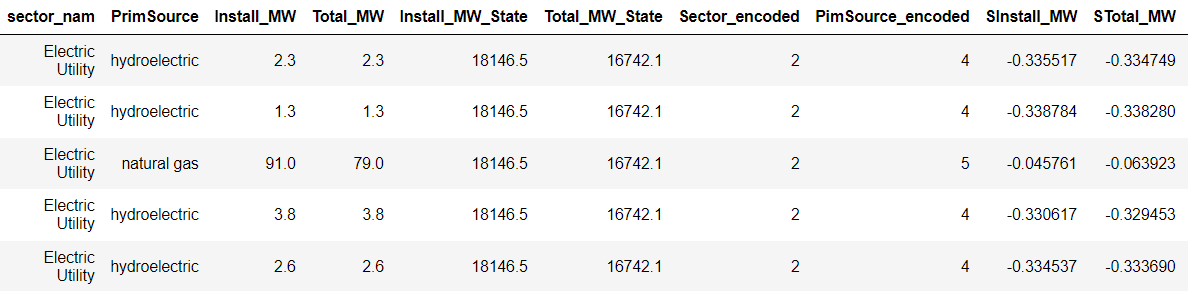 sector_nam PrimSource Install_MW Total_MW Install_MW_State Total_MW_State Sector_encoded PimSource_encoded SInstall_MW STotal_MW
Electric Utility hydroelectric 2.3 2.3 18146.5 16742.1 2 4 -0.335517 -0.334749
Electric Utility hydroelectric 1.3 1.3 18146.5 16742.1 2 4 -0.338784 -0.338280
Electric Utility natural gas 91.0 79.0 18146.5 16742.1 2 5 -0.045761 -0.063923
Electric Utility hydroelectric 3.8 3.8 18146.5 16742.1 2 4 -0.330617 -0.329453
Electric Utility hydroelectric 2.6 2.6 18146.5 16742.1 2 4 -0.334537 -0.333690